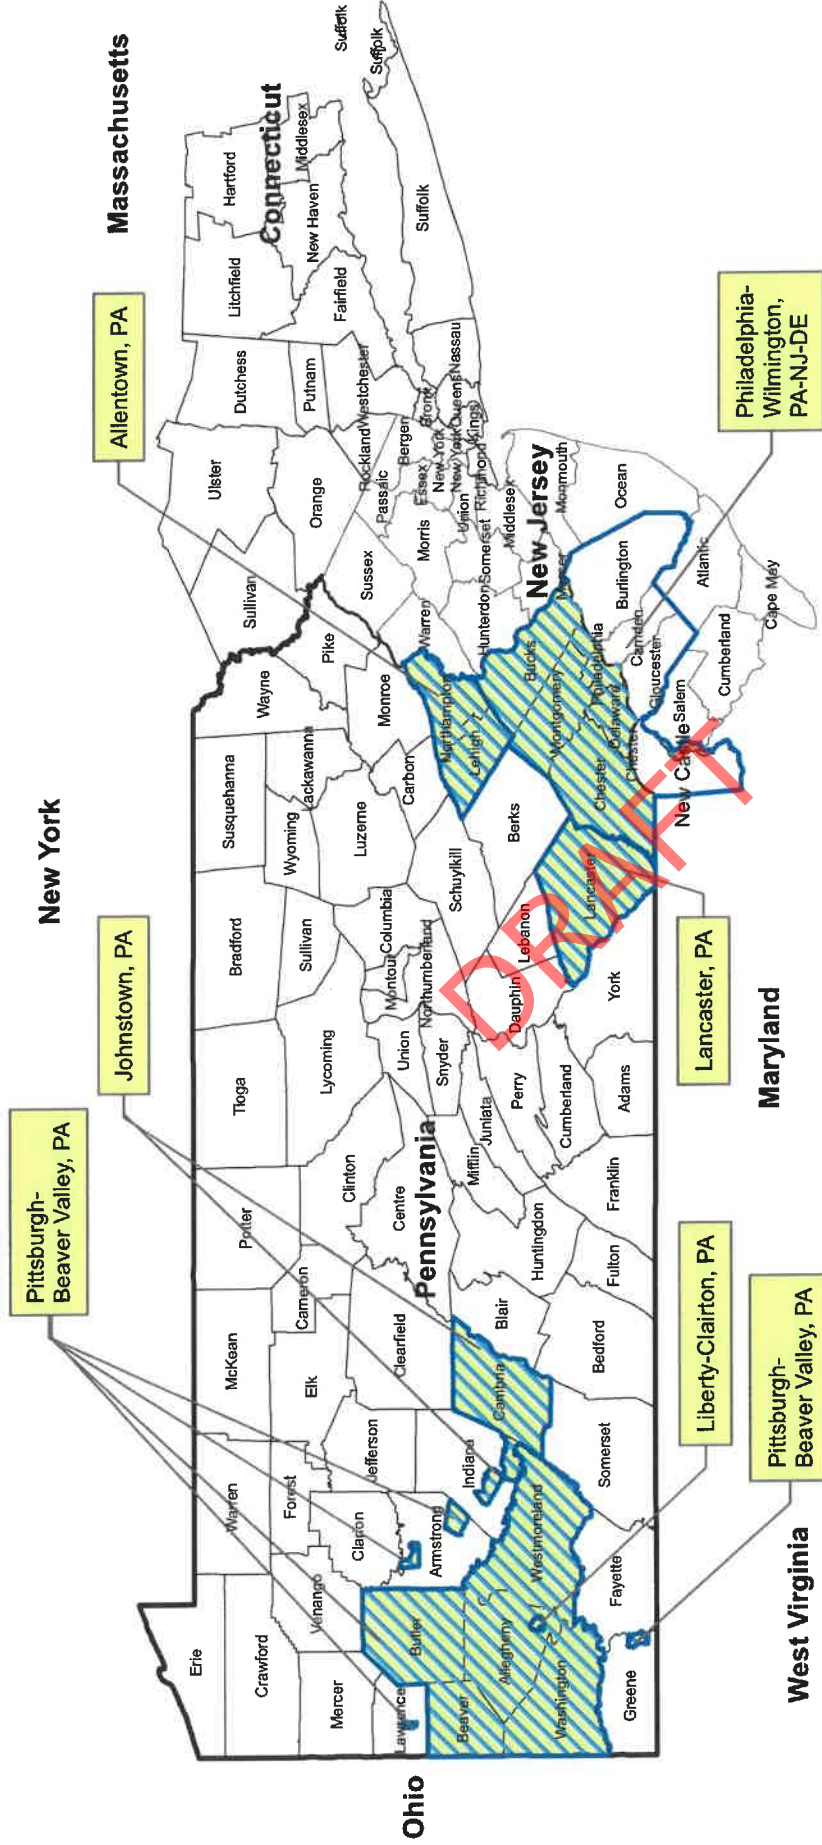 Pittsburgh-
Beaver Valley, PA
Johnstown, PA
New York
Allentown, PA
Massachusetts
Connecticut
Hartford
Middlesex
Litchfield
New Haven
Fairfield
Suffolk
Suffolk
Suffolk
Dutchess
Putnam
Westchester
Nassau
Ulster
Orange
Rockland
Bergen
Bronx
Queens
Passaic
Essex
New York
New York
(Kings)
Union
Richmond
Sullivan
Sussex
Morris
Somerset
Middlesex
New Jersey
Monmouth
Warren
Hunterdon
Mercer
Ocean
Burlington
Atlantic
Cape May
Camden
Gloucester
Cumberland
Salem
New Castle
Erie
Crawford
Mercer
Lawrence
Warren
Forest
Venango
Clarion
Butler
Beaver
Armstrong
Allegheny
Washington
Westmoreland
Greene
Fayette
McKean
Elk
Cameron
Jefferson
Clearfield
Indiana
Cambria
Somerset
Potter
Clinton
Centre
Pennsylvania
Blair
Bedford
Huntingdon
Fulton
Franklin
Tioga
Lycoming
Union
Snyder
Mifflin
Juniata
Perry
Cumberland
Adams
Bradford
Sullivan
Columbia
Montour
Northumberland
Dauphin
Lebanon
York
Susquehanna
Wyoming
Lackawanna
Luzerne
Schuylkill
Berks
Lancaster
Wayne
Pike
Monroe
Carbon
Northampton
Lehigh
Bucks
Montgomery
Philadelphia
Delaware
Chester
Chester
DRAFT
Ohio
West Virginia
Maryland
Pittsburgh-
Beaver Valley, PA
Liberty-Clairton, PA
Lancaster, PA
Philadelphia-
Wilmington,
PA-NJ-DE